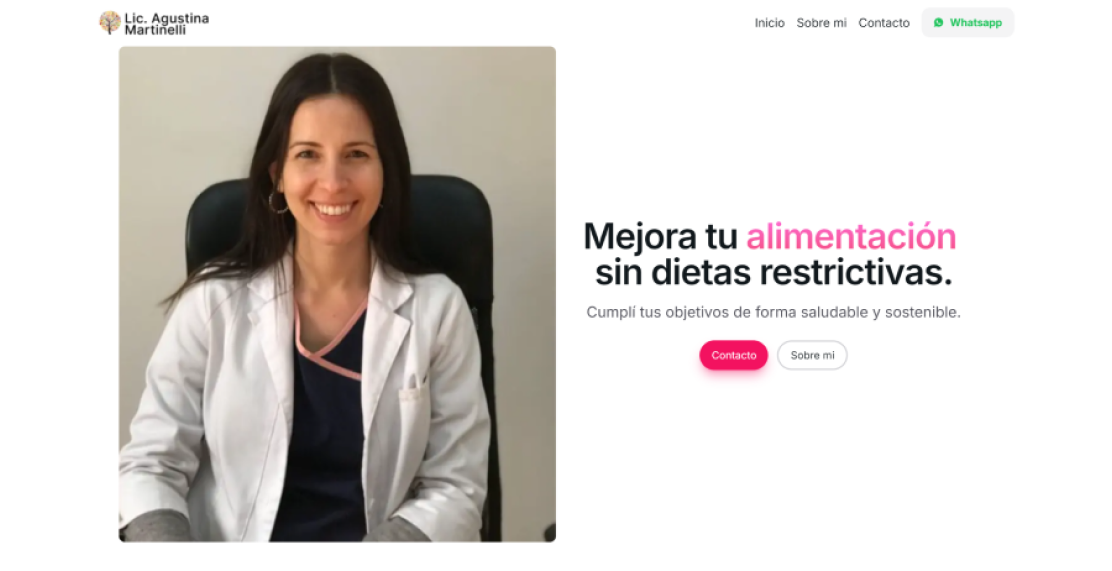 Lic. Agustina
Martinelli
Inicio Sobre mi Contacto Whatsapp
Mejora tu alimentación
sin dietas restrictivas.
Cumplí tus objetivos de forma saludable y sostenible.
Contacto Sobre mi